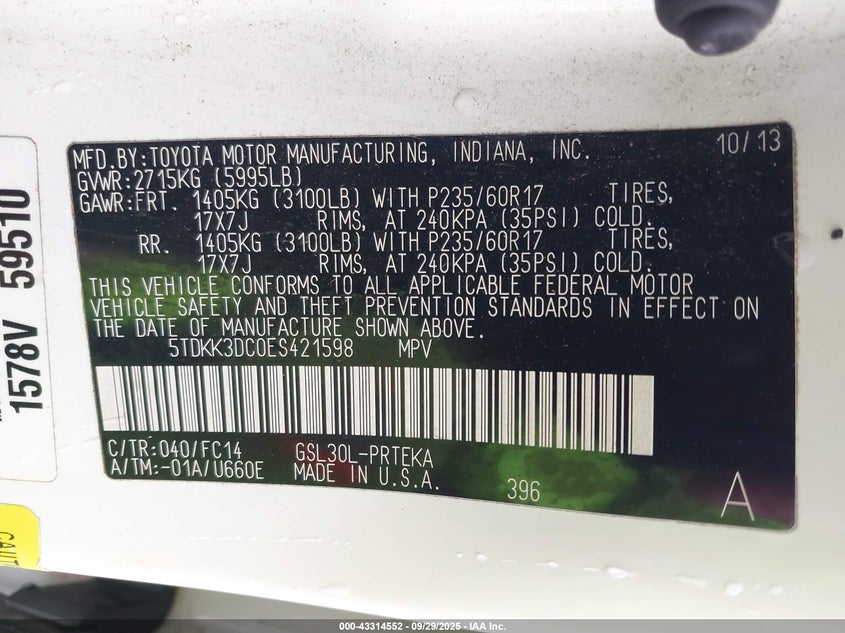 MFD.BY:TOYOTA MOTOR MANUFACTURING, INDIANA, INC. 10/13
GVWR:2715KG (5995LB)
GAWR:FRT. 1405KG (3100LB) WITH P235/60R17 TIRES,
17X7J RIMS, AT 240KPA (35PSI) COLD.
RR. 1405KG (3100LB) WITH P235/60R17 TIRES,
17X7J RIMS, AT 240KPA (35PSI) COLD.
THIS VEHICLE CONFORMS TO ALL APPLICABLE FEDERAL MOTOR
VEHICLE SAFETY AND THEFT PREVENTION STANDARDS IN EFFECT ON
THE DATE OF MANUFACTURE SHOWN ABOVE.
5TDKK3DC0ES421598 MPV
C/TR:040/FC14 GSL30L-PRTEKA
A/TM:-01A/U660E MADE IN U.S.A. 396 A
1578V 59510
CAUT
000-43314552 - 09/29/2025 - IAA Inc.